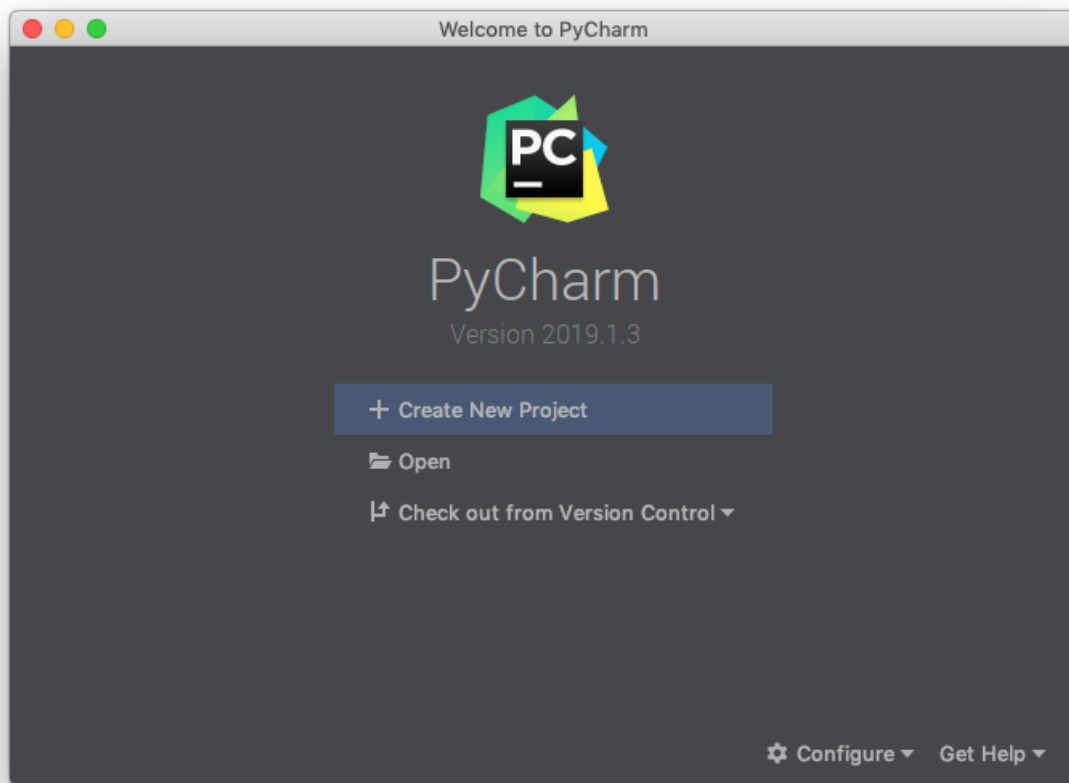 Welcome to PyCharm
PC
PyCharm
Version 2019.1.3
Create New Project
Open
Check out from Version Control
Configure Get Help